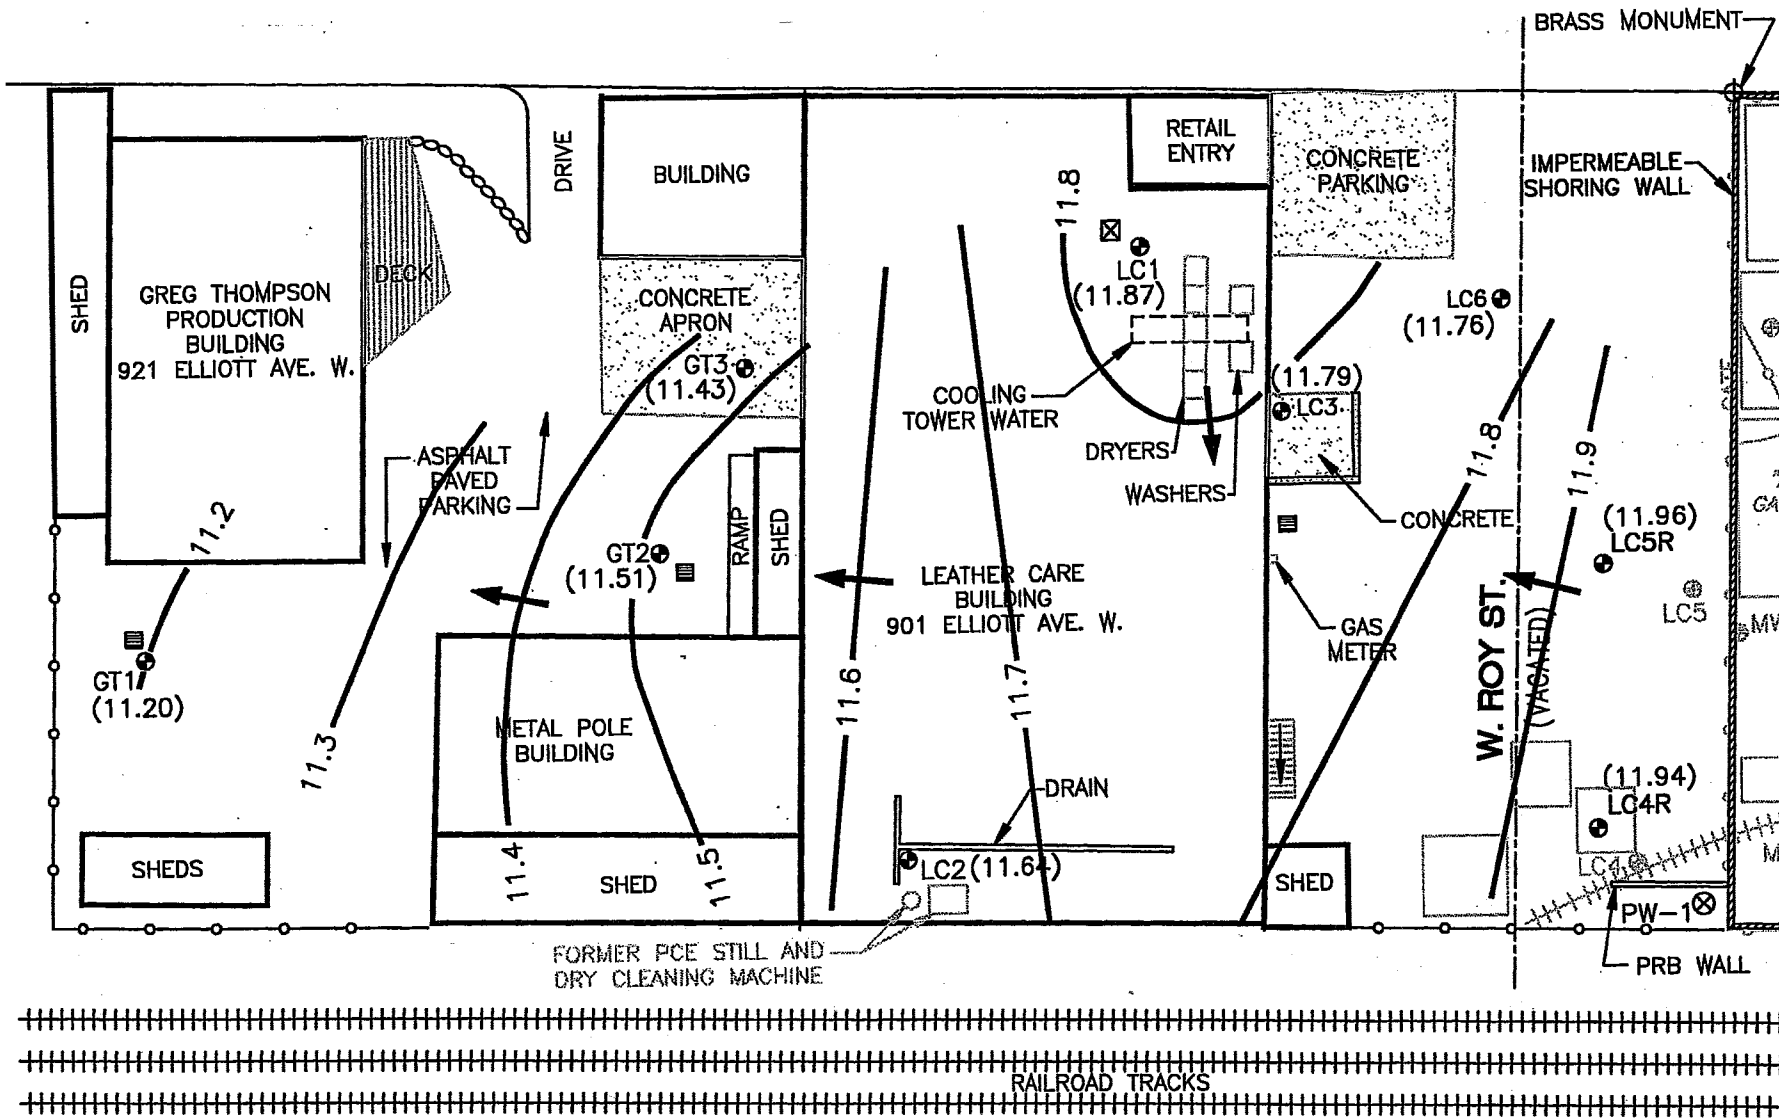 BRASS MONUMENT
RETAIL
ENTRY
CONCRETE
PARKING
IMPERMEABLE
SHORING WALL
DRIVE
BUILDING
11.8
DECK
SHED
GREG THOMPSON
PRODUCTION
BUILDING
921 ELLIOTT AVE. W.
CONCRETE
APRON
GT3
(11.43)
LC1
(11.87)
LC6
(11.76)
(11.79)
LC3
COOLING
TOWER WATER
DRYERS
WASHERS
CONCRETE
11.8
11.9
ASPHALT
PAVED
PARKING
11.2
RAMP
SHED
GT2
(11.51)
(11.96)
LC5R
LC5
LEATHER CARE
BUILDING
901 ELLIOTT AVE. W.
GAS
METER
W. ROY ST.
(VACATED)
GT1
(11.20)
11.3
11.6
11.7
METAL POLE
BUILDING
DRAIN
(11.94)
LC4R
LC4
SHEDS
11.4
SHED
11.5
LC2 (11.64)
SHED
PW-1
PRB WALL
FORMER PCE STILL AND
DRY CLEANING MACHINE
RAILROAD TRACKS